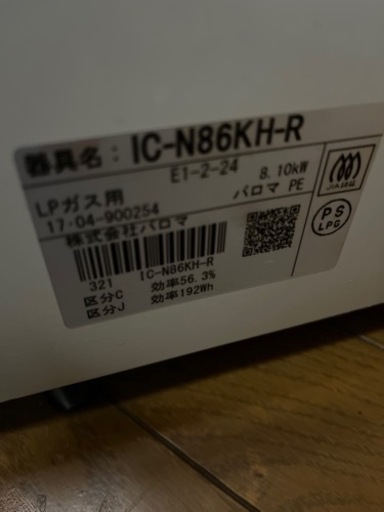 器具名：IC-N86KH-R
E1-2-24 8.10kW
LPガス用 パロマ PE
17·04-900254
株式会社パロマ
IC-N86KH-R
321
区分C 効率56.3%
区分J 効率192Wh
JIA
PS
LPG